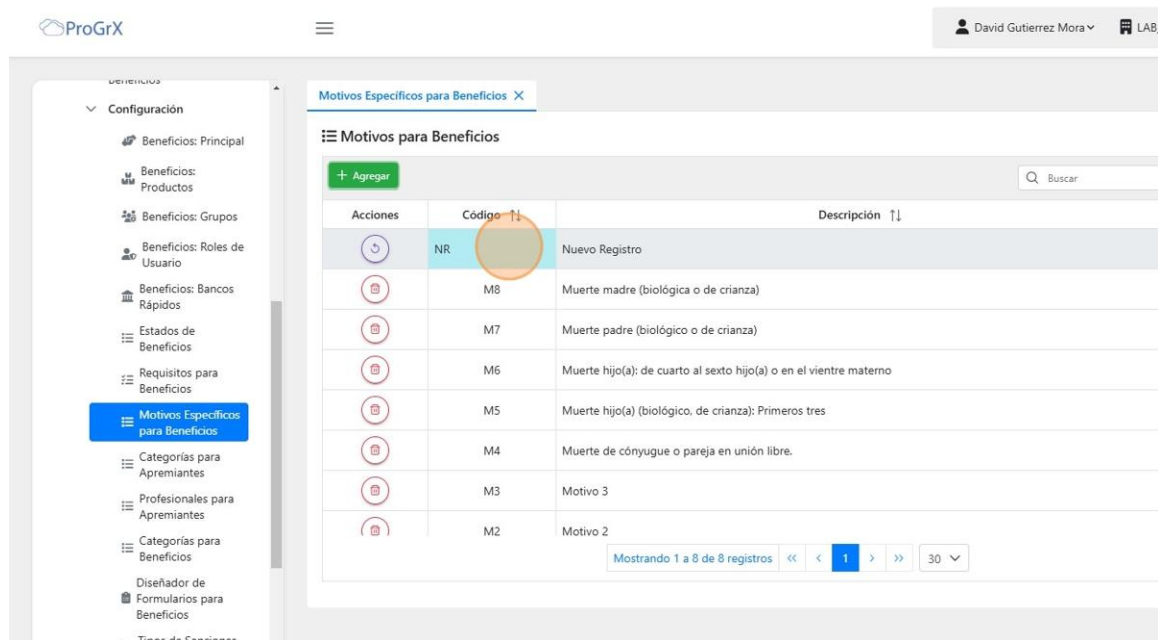 ProGrX
David Gutierrez Mora
LAB
Beneficios
Configuración
Beneficios: Principal
Beneficios:
Productos
Beneficios: Grupos
Beneficios: Roles de
Usuario
Beneficios: Bancos
Rápidos
Estados de
Beneficios
Requisitos para
Beneficios
Motivos Específicos
para Beneficios
Categorías para
Apremiantes
Profesionales para
Apremiantes
Categorías para
Beneficios
Diseñador de
Formularios para
Beneficios
Tipos de Sanciones
Motivos Específicos para Beneficios
Motivos para Beneficios
+ Agregar
Buscar
Acciones Código Descripción
NR Nuevo Registro
M8 Muerte madre (biológica o de crianza)
M7 Muerte padre (biológico o de crianza)
M6 Muerte hijo(a): de cuarto al sexto hijo(a) o en el vientre materno
M5 Muerte hijo(a) (biológico, de crianza): Primeros tres
M4 Muerte de cónyugue o pareja en unión libre.
M3 Motivo 3
M2 Motivo 2
Mostrando 1 a 8 de 8 registros « < 1 > » 30